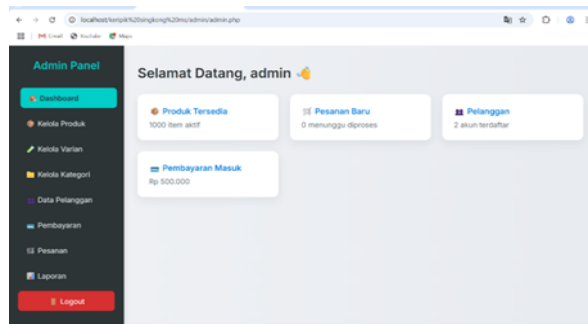 localhost/keripik%20singkong%20ms/admin/admin.php
Gmail YouTube Maps
Admin Panel
Dashboard
Kelola Produk
Kelola Varian
Kelola Kategori
Data Pelanggan
Pembayaran
Pesanan
Laporan
Logout
Selamat Datang, admin
Produk Tersedia
1000 item aktif
Pesanan Baru
0 menunggu diproses
Pelanggan
2 akun terdaftar
Pembayaran Masuk
Rp 500.000